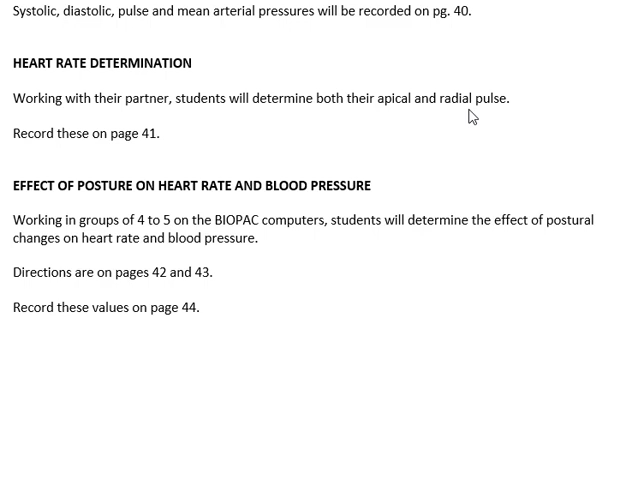 Systolic, diastolic, pulse and mean arterial pressures will be recorded on pg. 40.
HEART RATE DETERMINATION
Working with their partner, students will determine both their apical and radial pulse.
Record these on page 41.
EFFECT OF POSTURE ON HEART RATE AND BLOOD PRESSURE
Working in groups of 4 to 5 on the BIOPAC computers, students will determine the effect of postural
changes on heart rate and blood pressure.
Directions are on pages 42 and 43.
Record these values on page 44.